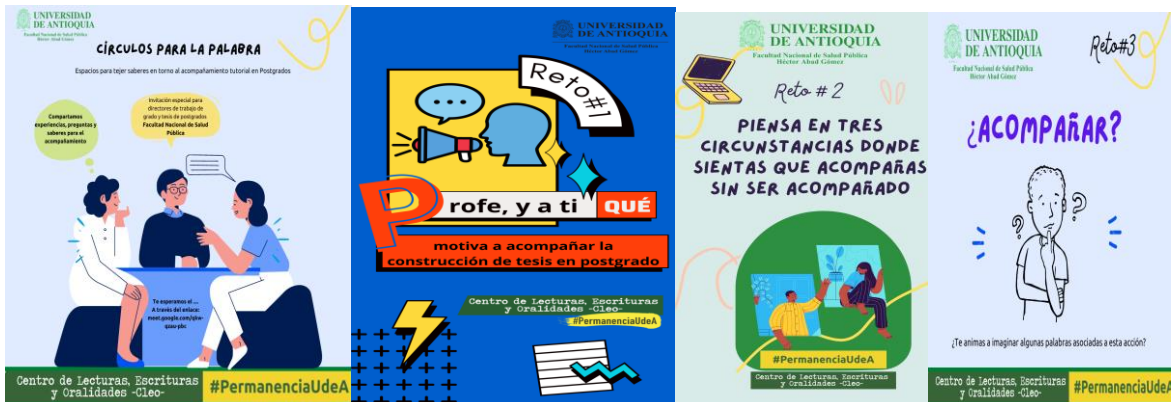 UNIVERSIDAD
DE ANTIOQUIA
Facultad Nacional de Salud Pública
Héctor Abad Gómez
CÍRCULOS PARA LA PALABRA
Espacios para tejer saberes en torno al acompañamiento tutorial en Postgrados
Compartamos
experiencias, preguntas y
saberes para el
acompañamiento
Invitación especial para
directores de trabajo de
grado y tesis de postgrados
Facultad Nacional de Salud
Pública
Te esperamos el ...
A través del enlace:
Centro de Lecturas, Escrituras
y Oralidades -Cleo-
#PermanenciaUdeA
UNIVERSIDAD
DE ANTIOQUIA
Facultad Nacional de Salud Pública
Héctor Abad Gómez
Reto#1
Profe, y a ti QUÉ
motiva a acompañar la
construcción de tesis en postgrado
Centro de Lecturas, Escrituras
y Oralidades -Cleo-
#PermanenciaUdeA
UNIVERSIDAD
DE ANTIOQUIA
Facultad Nacional de Salud Pública
Héctor Abad Gómez
Reto # 2
PIENSA EN TRES
CIRCUNSTANCIAS DONDE
SIENTAS QUE ACOMPAÑAS
SIN SER ACOMPAÑADO
#PermanenciaUdeA
Centro de Lecturas, Escrituras
y Oralidades -Cleo-
UNIVERSIDAD
DE ANTIOQUIA
Facultad Nacional de Salud Pública
Héctor Abad Gómez
Reto#3
¿ACOMPAÑAR?
? ?
¿Te animas a imaginar algunas palabras asociadas a esta acción?
Centro de Lecturas, Escrituras
y Oralidades -Cleo-
#PermanenciaUdeA